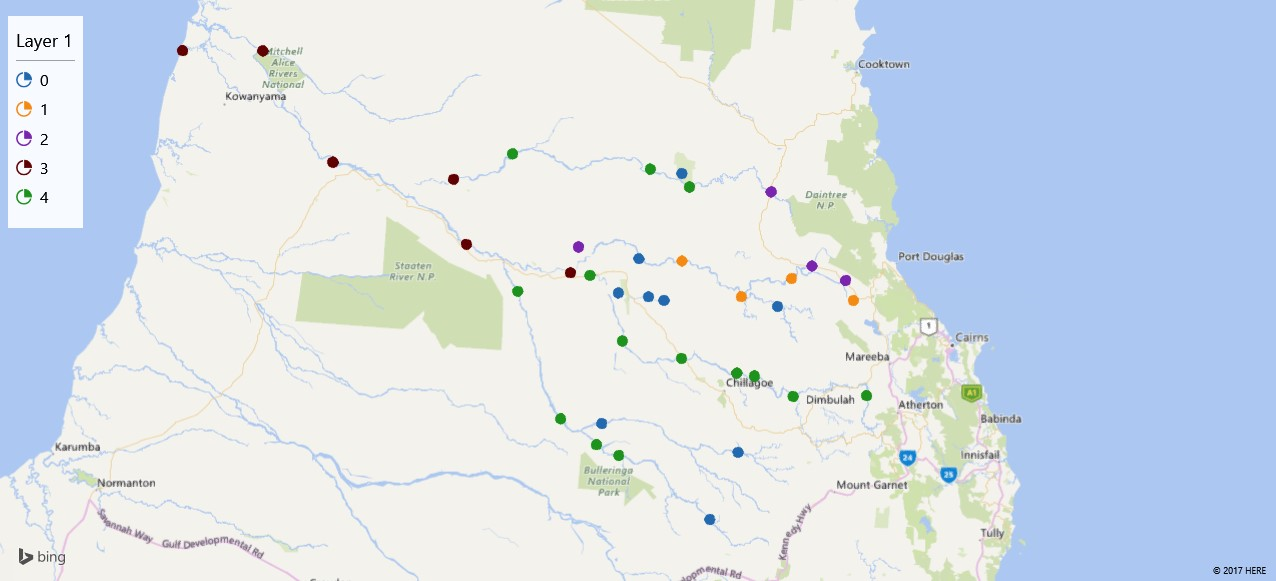 Layer 1
0
1
2
3
4
Mitchell
Alice
Rivers
National
Kowanyama
Cooktown
Daintree
N P
Port Douglas
Staaten
River N P
1
Cairns
Mareeba
Chillagoe
A1
Dimbulah
Atherton
Babinda
Karumba
24
Innisfail
25
Bulleringa
National
Park
Normanton
Mount Garnet
Savannah Way
Gulf Developmental Rd
Kennedy Hwy
Tully
bing
© 2017 HERE